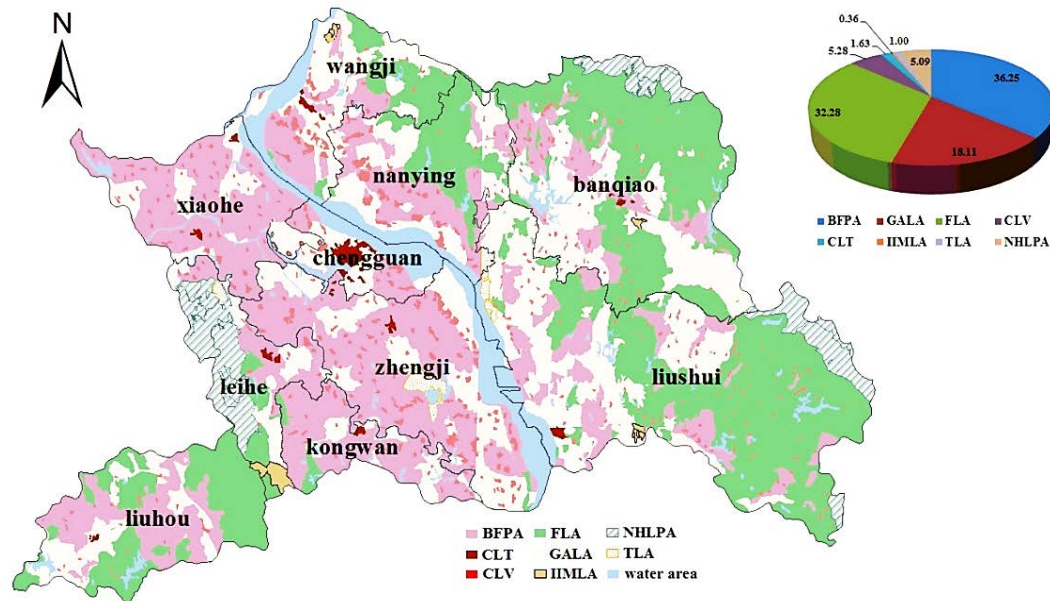 N
wangji
nanying
banqiao
xiaohe
chengguan
zhengji
liushui
leihe
kongwan
liuhou
0.36
1.63
1.00
5.28
5.09
36.25
32.28
18.11
BFPA GALA FLA CLV
CLT IIMLA TLA NHLPA
BFPA FLA NHLPA
CLT GALA TLA
CLV IIMLA water area